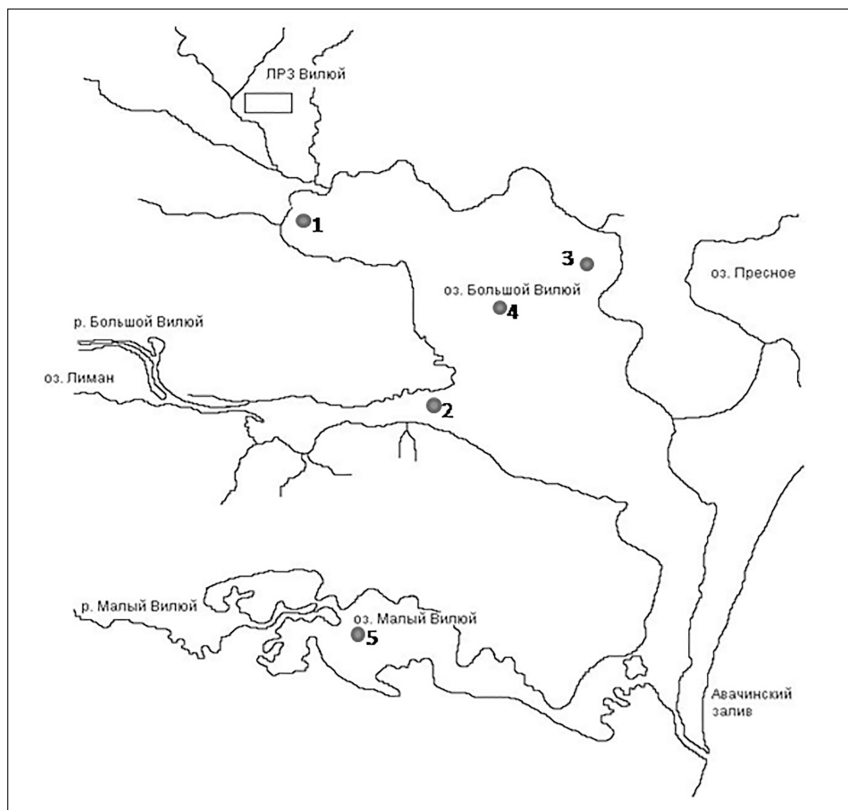 ЛРЗ Вилюй
1
3
оз. Пресное
оз. Большой Вилюй
4
р. Большой Вилюй
оз. Лиман
2
р. Малый Вилюй
оз. Малый Вилюй
5
Авачинский
залив